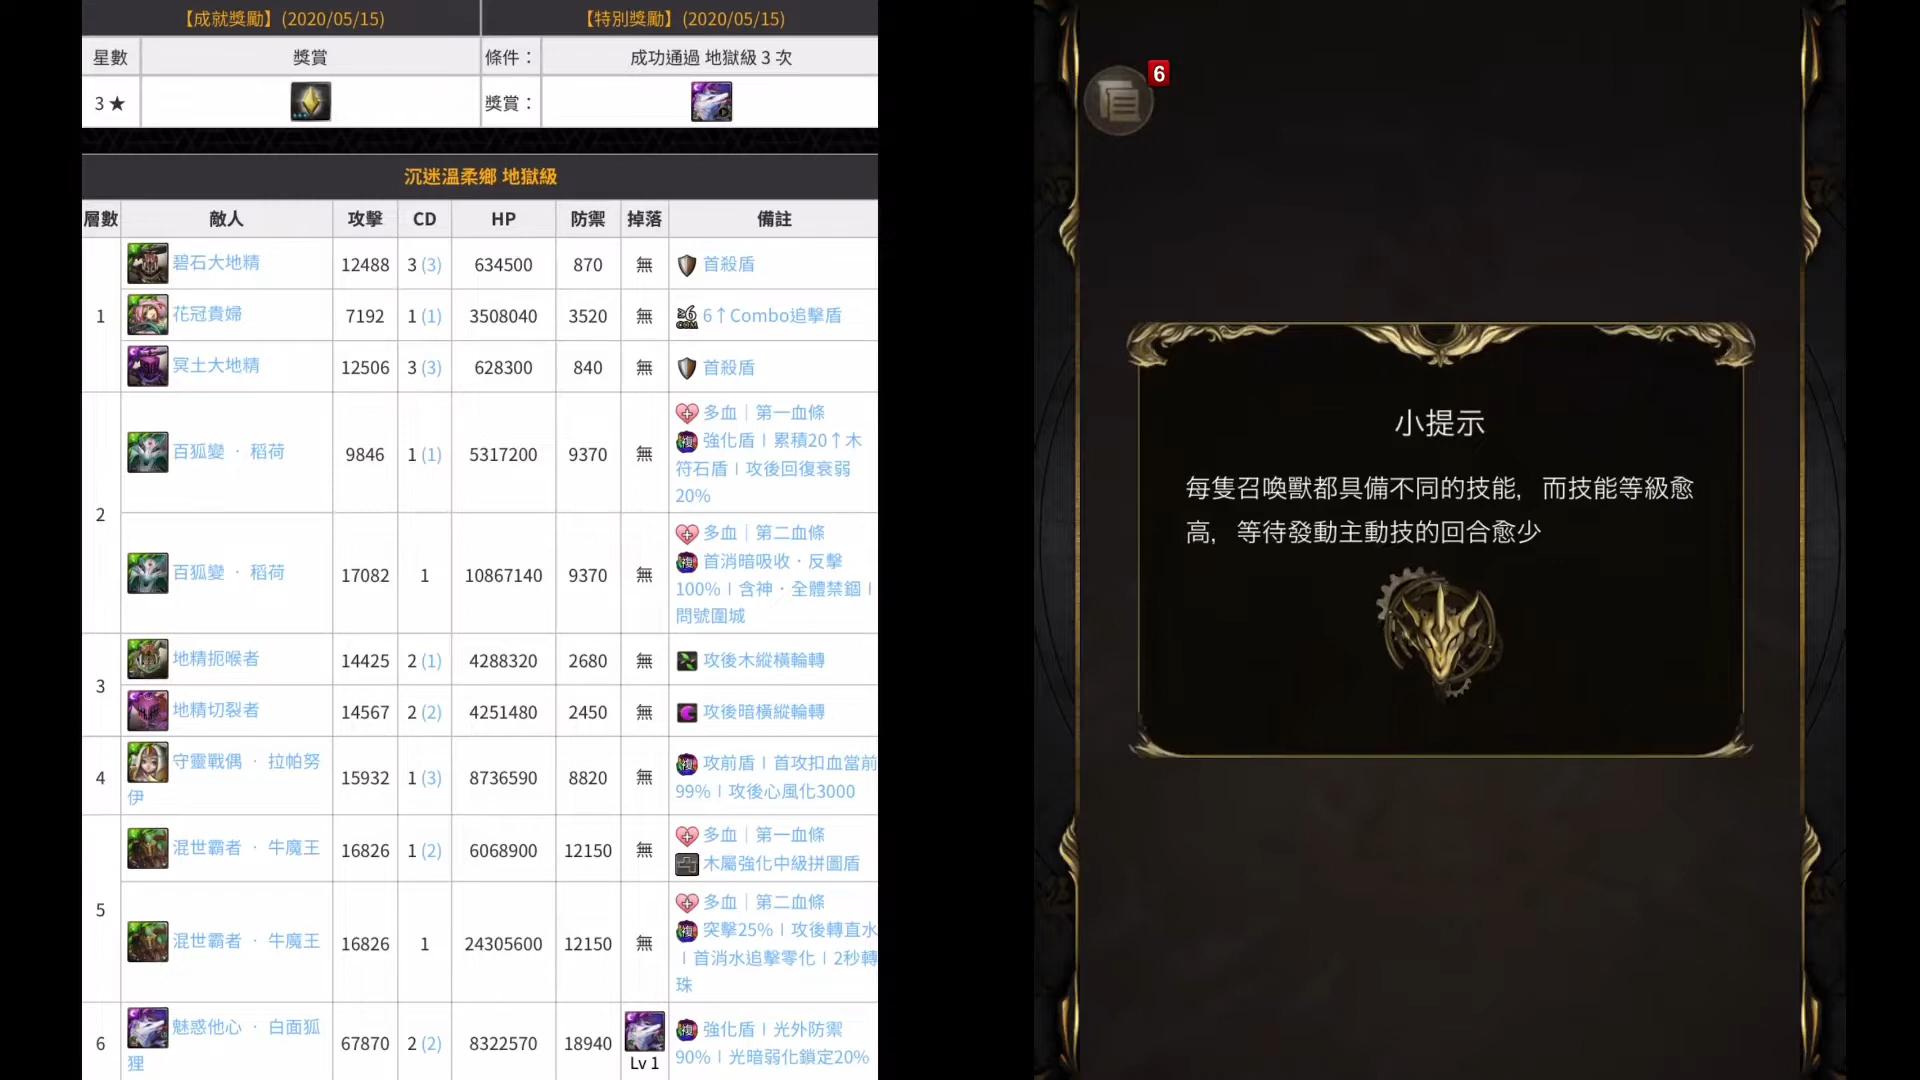 【成就獎勵】(2020/05/15) 【特別獎勵】(2020/05/15)
星數 獎賞 條件： 成功通過 地獄級 3 次
3 ★ 獎賞：
沉迷溫柔鄉 地獄級
層數 敵人 攻擊 CD HP 防禦 掉落 備註
1
碧石大地精 12488 3 (3) 634500 870 無 首殺盾
花冠貴婦 7192 1 (1) 3508040 3520 無 ≥6 COM 6↑Combo追擊盾
冥土大地精 12506 3 (3) 628300 840 無 首殺盾
2
百狐變 ‧ 稻荷 9846 1 (1) 5317200 9370 無
多血｜第一血條
複 強化盾 | 累積20↑木
符石盾 | 攻後回復衰弱
20%
百狐變 ‧ 稻荷 17082 1 10867140 9370 無
多血｜第二血條
複 首消暗吸收．反擊
100% | 含神．全體禁錮 |
問號圍城
3
地精扼喉者 14425 2 (1) 4288320 2680 無 攻後木縱橫輪轉
地精切裂者 14567 2 (2) 4251480 2450 無 攻後暗橫縱輪轉
4
守靈戰偶 ‧ 拉帕努
伊 15932 1 (3) 8736590 8820 無
複 攻前盾 | 首攻扣血當前
99% | 攻後心風化3000
5
混世霸者 ‧ 牛魔王 16826 1 (2) 6068900 12150 無
多血｜第一血條
木屬強化中級拼圖盾
混世霸者 ‧ 牛魔王 16826 1 24305600 12150 無
多血｜第二血條
複 突擊25% | 攻後轉直水
| 首消水追擊零化 | 2秒轉
珠
6
魅惑他心 ‧ 白面狐
狸 67870 2 (2) 8322570 18940 Lv 1
複 強化盾 | 光外防禦
90% | 光暗弱化鎖定20%
6
小提示
每隻召喚獸都具備不同的技能，而技能等級愈
高，等待發動主動技的回合愈少